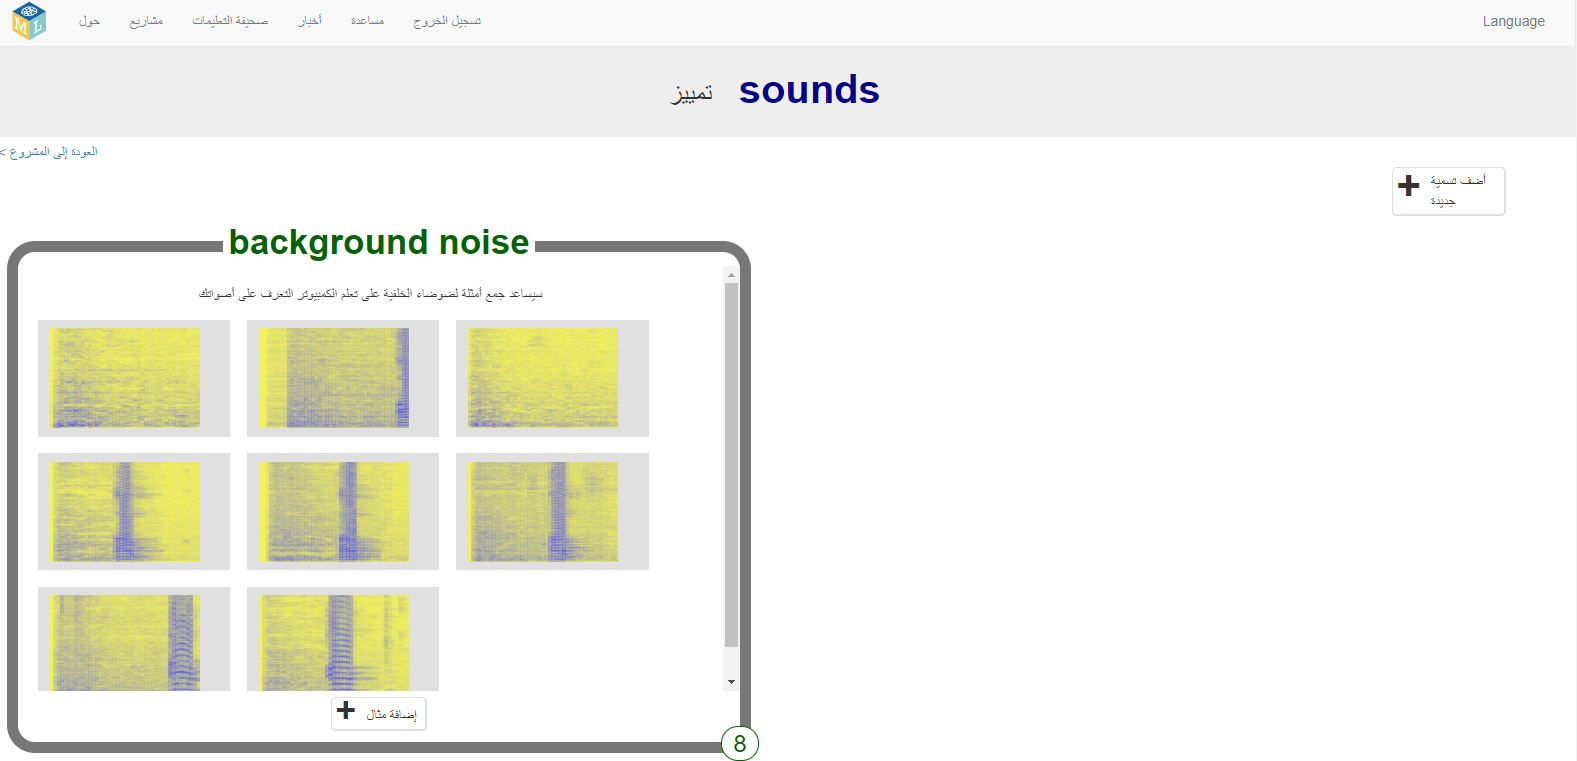 ML
حول
مشاريع
صحيفة التعليمات
أخبار
مساعدة
تسجيل الخروج
Language
تمييز sounds
العودة إلى المشروع >
أضف تسمية
جديدة
background noise
سيساعد جمع أمثلة لضوضاء الخلفية على تعلم الكمبيوتر التعرف على أصواتك
إضافة مثال
8